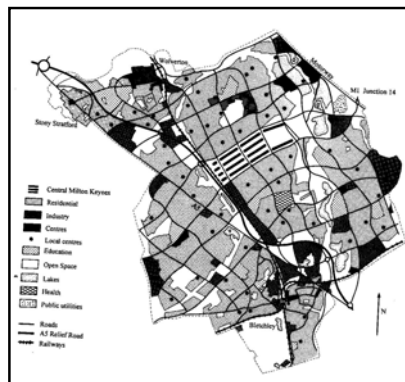 Wolverton
Motorway
M1 Junction 14
Stony Stratford
A5
Central Milton Keynes
Residential
Industry
Centres
Local centres
Education
Open Space
Lakes
Health
Public utilities
Roads
A5 Relief Road
Railways
Bletchley
N